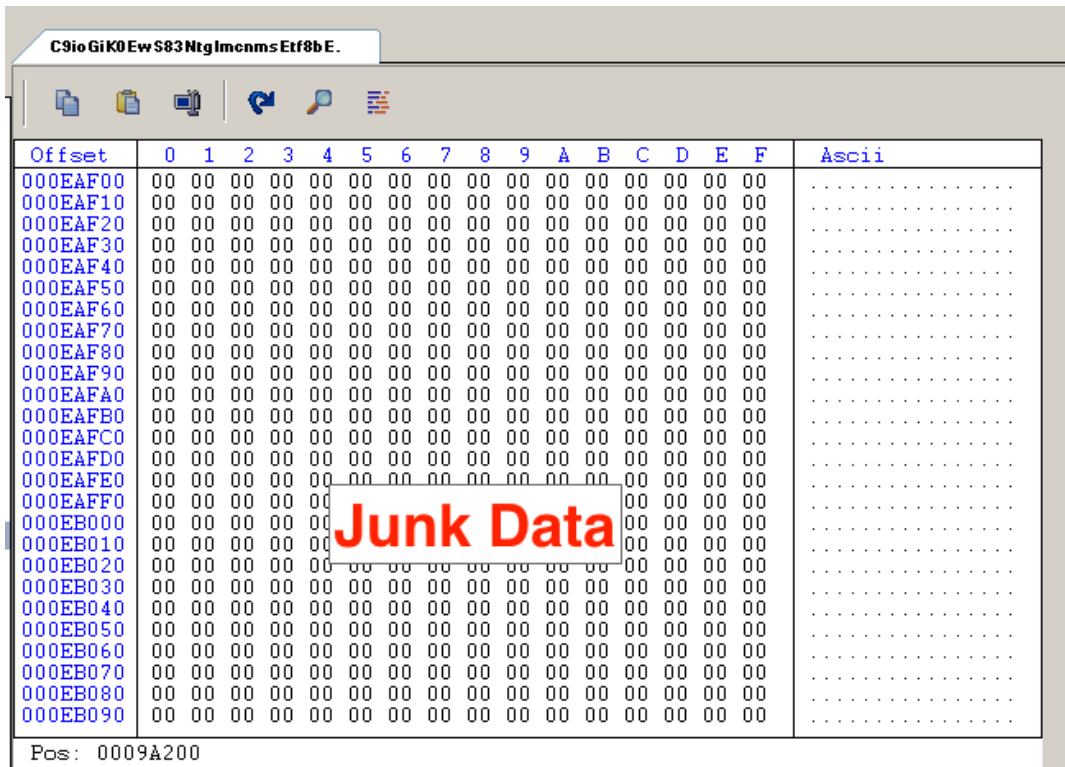 C9ioGiK0EwS83NtgImcnmsEtf8bE.
Offset 0 1 2 3 4 5 6 7 8 9 A B C D E F Ascii
000EAF00 00 00 00 00 00 00 00 00 00 00 00 00 00 00 00 00 ................
000EAF10 00 00 00 00 00 00 00 00 00 00 00 00 00 00 00 00 ................
000EAF20 00 00 00 00 00 00 00 00 00 00 00 00 00 00 00 00 ................
000EAF30 00 00 00 00 00 00 00 00 00 00 00 00 00 00 00 00 ................
000EAF40 00 00 00 00 00 00 00 00 00 00 00 00 00 00 00 00 ................
000EAF50 00 00 00 00 00 00 00 00 00 00 00 00 00 00 00 00 ................
000EAF60 00 00 00 00 00 00 00 00 00 00 00 00 00 00 00 00 ................
000EAF70 00 00 00 00 00 00 00 00 00 00 00 00 00 00 00 00 ................
000EAF80 00 00 00 00 00 00 00 00 00 00 00 00 00 00 00 00 ................
000EAF90 00 00 00 00 00 00 00 00 00 00 00 00 00 00 00 00 ................
000EAFA0 00 00 00 00 00 00 00 00 00 00 00 00 00 00 00 00 ................
000EAFB0 00 00 00 00 00 00 00 00 00 00 00 00 00 00 00 00 ................
000EAFC0 00 00 00 00 00 00 00 00 00 00 00 00 00 00 00 00 ................
000EAFD0 00 00 00 00 00 00 00 00 00 00 00 00 00 00 00 00 ................
000EAFE0 00 00 00 00 00 00 00 00 00 00 00 00 00 00 00 00 ................
000EAFF0 00 00 00 00 00 00 00 00 00 ................
000EB000 00 00 00 00 00 00 00 00 00 ................
Junk Data
000EB010 00 00 00 00 00 00 00 00 00 ................
000EB020 00 00 00 00 00 00 00 00 00 ................
000EB030 00 00 00 00 00 00 00 00 00 00 00 00 00 00 00 00 ................
000EB040 00 00 00 00 00 00 00 00 00 00 00 00 00 00 00 00 ................
000EB050 00 00 00 00 00 00 00 00 00 00 00 00 00 00 00 00 ................
000EB060 00 00 00 00 00 00 00 00 00 00 00 00 00 00 00 00 ................
000EB070 00 00 00 00 00 00 00 00 00 00 00 00 00 00 00 00 ................
000EB080 00 00 00 00 00 00 00 00 00 00 00 00 00 00 00 00 ................
000EB090 00 00 00 00 00 00 00 00 00 00 00 00 00 00 00 00 ................
Pos: 0009A200